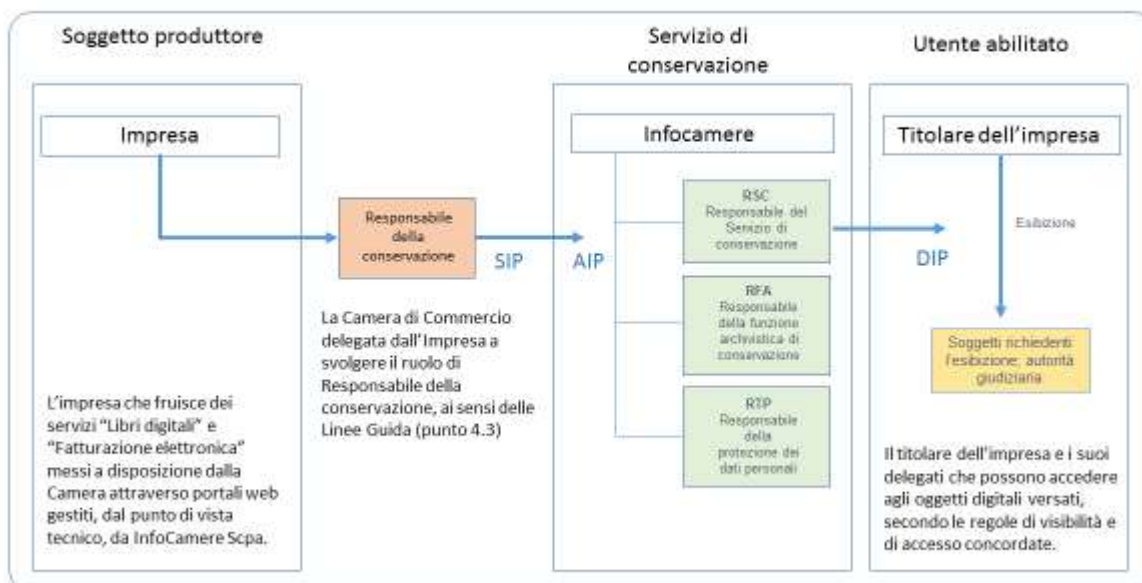 Soggetto produttore
Servizio di
conservazione
Utente abilitato
Impresa
Infocamere
Titolare dell'impresa
Responsabile
della
conservazione
SIP
AIP
RSC
Responsabile del
Servizio di
conservazione
DIP
Esibizione
RFA
Responsabile
della funzione
archivistica di
conservazione
RTP
Responsabile
della
protezione dei
dati personali
Soggetti richiedenti
l'esibizione; autorità
giudiziaria
L'impresa che fruisce dei
servizi "Libri digitali" e
"Fatturazione elettronica"
messi a disposizione dalla
Camera attraverso portali web
gestiti, dal punto di vista
tecnico, da InfoCamere Scpa.
La Camera di Commercio
delegata dall'Impresa a
svolgere il ruolo di
Responsabile della
conservazione, ai sensi delle
Linee Guida (punto 4.3)
Il titolare dell'impresa e i suoi
delegati che possono accedere
agli oggetti digitali versati,
secondo le regole di visibilità e
di accesso concordate.